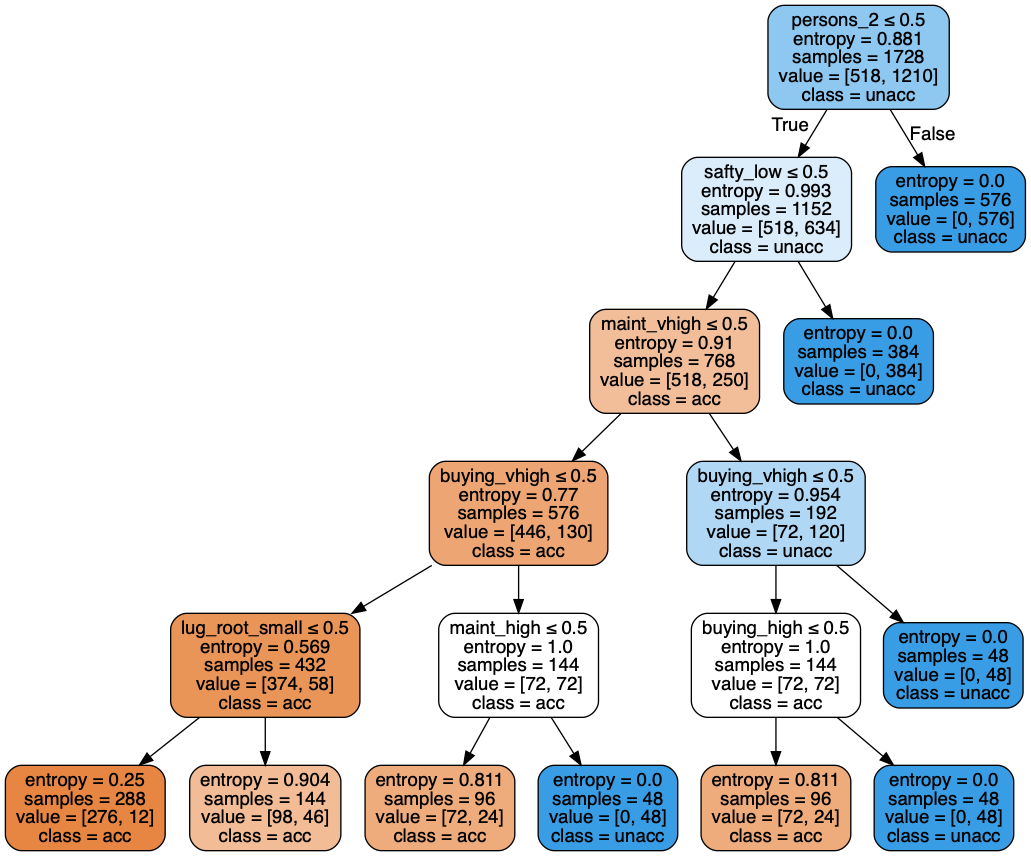 persons_2 ≤ 0.5
entropy = 0.881
samples = 1728
value = [518, 1210]
class = unacc
True
False
safty_low ≤ 0.5
entropy = 0.993
samples = 1152
value = [518, 634]
class = unacc
entropy = 0.0
samples = 576
value = [0, 576]
class = unacc
maint_vhigh ≤ 0.5
entropy = 0.91
samples = 768
value = [518, 250]
class = acc
entropy = 0.0
samples = 384
value = [0, 384]
class = unacc
buying_vhigh ≤ 0.5
entropy = 0.77
samples = 576
value = [446, 130]
class = acc
buying_vhigh ≤ 0.5
entropy = 0.954
samples = 192
value = [72, 120]
class = unacc
lug_root_small ≤ 0.5
entropy = 0.569
samples = 432
value = [374, 58]
class = acc
maint_high ≤ 0.5
entropy = 1.0
samples = 144
value = [72, 72]
class = acc
buying_high ≤ 0.5
entropy = 1.0
samples = 144
value = [72, 72]
class = acc
entropy = 0.0
samples = 48
value = [0, 48]
class = unacc
entropy = 0.25
samples = 288
value = [276, 12]
class = acc
entropy = 0.904
samples = 144
value = [98, 46]
class = acc
entropy = 0.811
samples = 96
value = [72, 24]
class = acc
entropy = 0.0
samples = 48
value = [0, 48]
class = unacc
entropy = 0.811
samples = 96
value = [72, 24]
class = acc
entropy = 0.0
samples = 48
value = [0, 48]
class = unacc